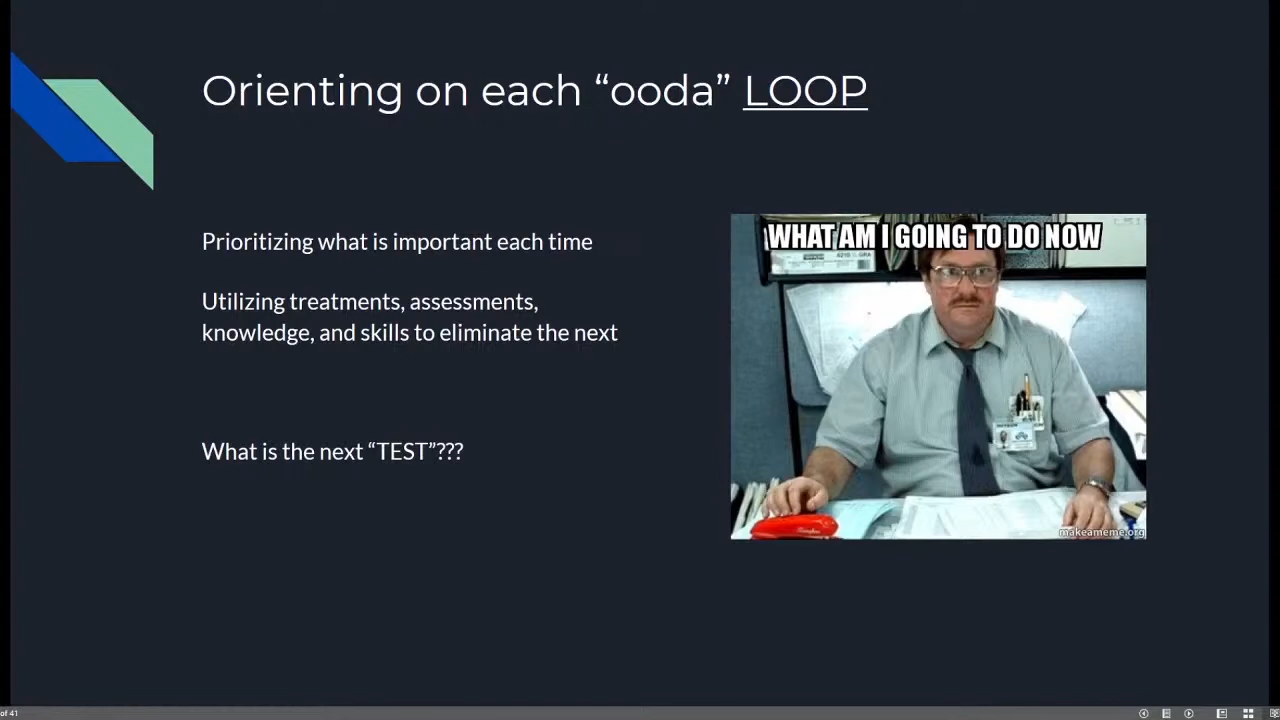 Orienting on each “ooda” LOOP
Prioritizing what is important each time
Utilizing treatments, assessments,
knowledge, and skills to eliminate the next
What is the next “TEST”???
WHAT AM I GOING TO DO NOW
makeameme.org
of 41